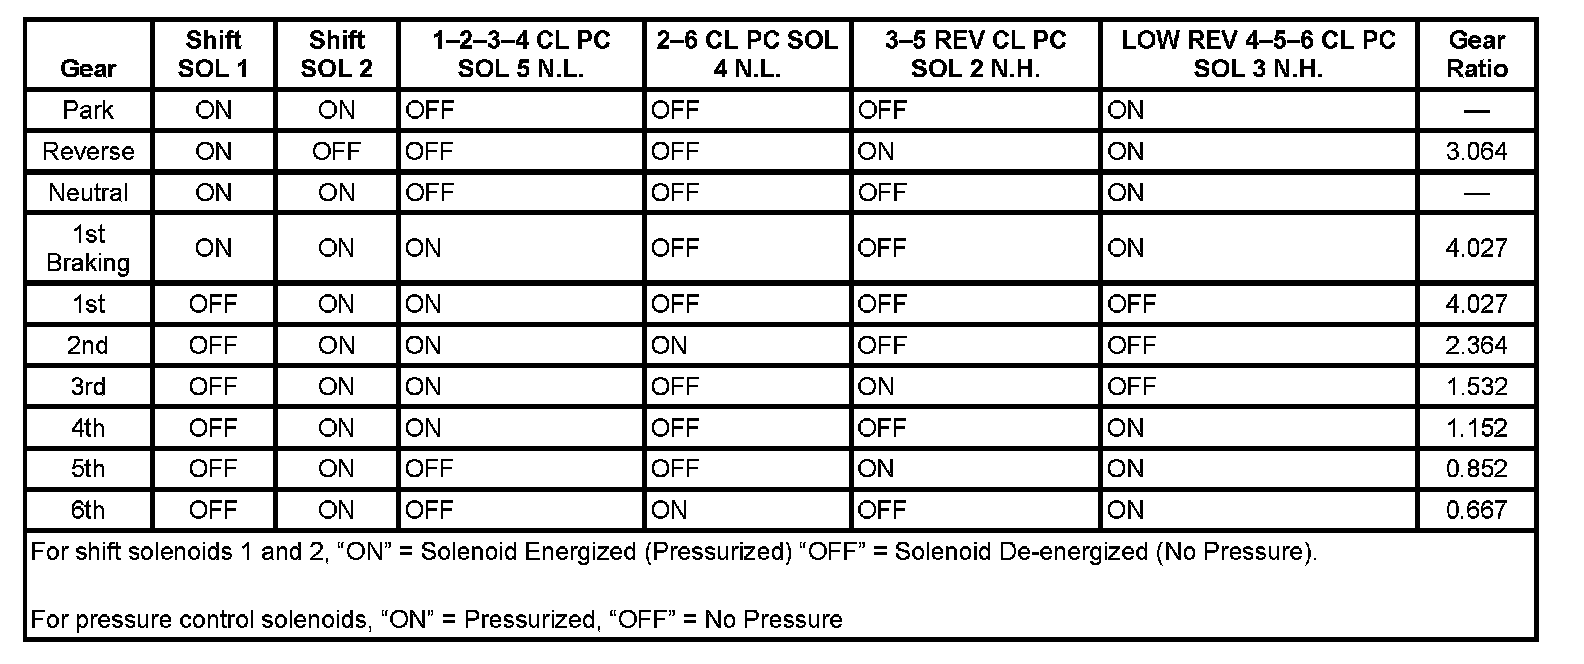 Gear Shift SOL 1 Shift SOL 2 1–2–3–4 CL PC SOL 5 N.L. 2–6 CL PC SOL 4 N.L. 3–5 REV CL PC SOL 2 N.H. LOW REV 4–5–6 CL PC SOL 3 N.H. Gear Ratio
Park ON ON OFF OFF OFF ON —
Reverse ON OFF OFF OFF ON ON 3.064
Neutral ON ON OFF OFF OFF ON —
1st Braking ON ON ON OFF OFF ON 4.027
1st OFF ON ON OFF OFF OFF 4.027
2nd OFF ON ON ON OFF OFF 2.364
3rd OFF ON ON OFF ON OFF 1.532
4th OFF ON ON OFF OFF ON 1.152
5th OFF ON OFF OFF ON ON 0.852
6th OFF ON OFF ON OFF ON 0.667
For shift solenoids 1 and 2, “ON” = Solenoid Energized (Pressurized) “OFF” = Solenoid De-energized (No Pressure).
For pressure control solenoids, “ON” = Pressurized, “OFF” = No Pressure